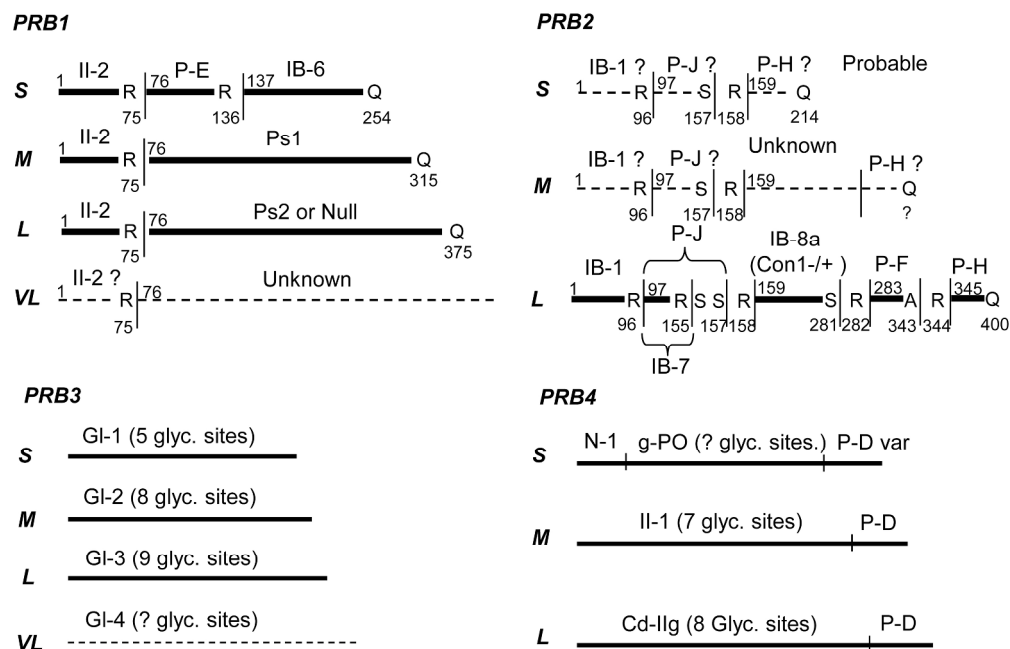 PRB1
II-2 P-E IB-6
S 1 R 76 R 137 Q
75 136 254
II-2 Ps1
M 1 R 76 Q
75 315
II-2 Ps2 or Null
L 1 R 76 Q
75 375
II-2 ? Unknown
VL 1 R 76
75
PRB2
IB-1 ? P-J ? P-H ? Probable
S 1 R 97 S R 159 Q
96 157 158 214
Unknown
IB-1 ? P-J ? P-H ?
M 1 R 97 S R 159 Q
96 157 158 ?
P-J IB-8a
IB-1 (Con1-/+ ) P-F P-H
L 1 R 97 R S S R 159 S R 283 A R 345 Q
96 155 157 158 281 282 343 344 400
IB-7
PRB3
Gl-1 (5 glyc. sites)
S
Gl-2 (8 glyc. sites)
M
Gl-3 (9 glyc. sites)
L
Gl-4 (? glyc. sites)
VL
PRB4
N-1 g-PO (? glyc. sites.) P-D var
S
II-1 (7 glyc. sites) P-D
M
Cd-IIg (8 Glyc. sites) P-D
L